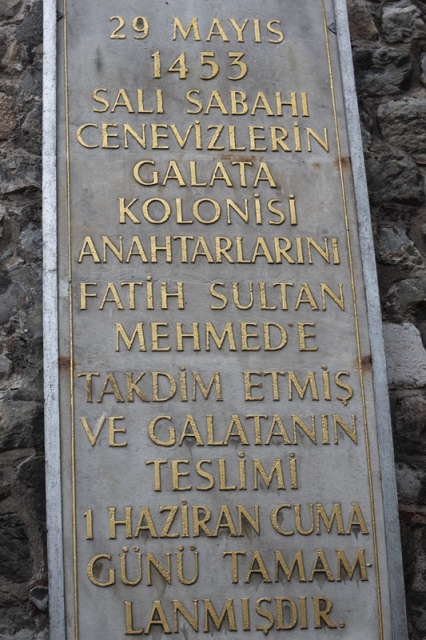 29 MAYIS
1453
SALI SABAHI
CENEVİZLERİN
GALATA
KOLONİSİ
ANAHTARLARINI
FATİH SULTAN
MEHMED'E
TAKDİM ETMİŞ
VE GALATANIN
TESLİMİ
1 HAZİRAN CUMA
GÜNÜ TAMAM-
LANMIŞDIR.